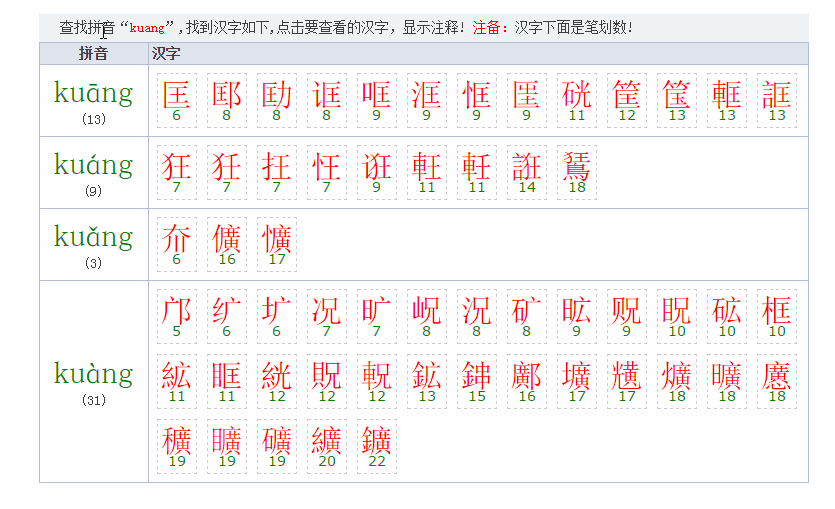 查找拼音“kuang”,找到汉字如下,点击要查看的汉字, 显示注释! 注备: 汉字下面是笔划数!
拼音 汉字
kuāng 匡 邼 劻 诓 哐 洭 恇 匩 硄 筐 筺 軭 誆
(13) 6 8 8 8 9 9 9 9 11 12 13 13 13
kuáng 狂 狅 抂 忹 诳 軖 軠 誑 鵟
(9) 7 7 7 7 9 11 11 14 18
kuǎng 夼 儣 懭
(3) 6 16 17
邝 纩 圹 况 旷 岲 況 矿 昿 贶 眖 砿 框
5 6 6 7 7 8 8 8 9 9 10 10 10
kuàng 絋 眶 絖 貺 軦 鉱 鋛 鄺 壙 黋 爌 曠 懬
(31) 11 11 12 12 12 13 15 16 17 17 18 18 18
穬 矌 礦 纊 鑛
19 19 19 20 22